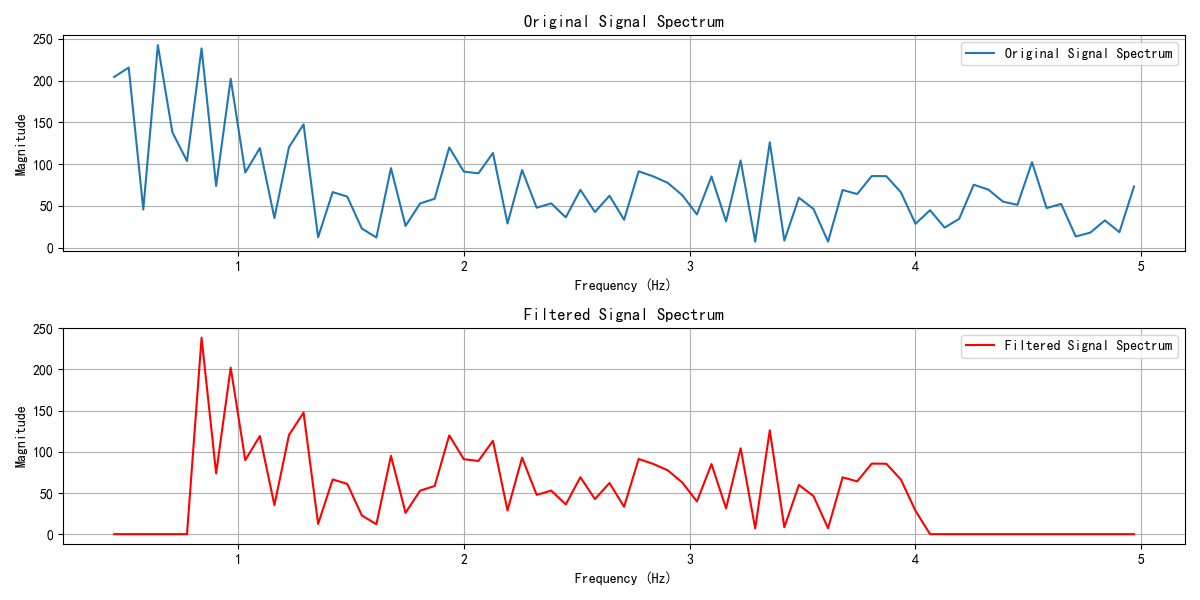 Original Signal Spectrum
250
200
150
100
50
0
Magnitude
Original Signal Spectrum
1 2 3 4 5
Frequency (Hz)
Filtered Signal Spectrum
250
200
150
100
50
0
Magnitude
Filtered Signal Spectrum
1 2 3 4 5
Frequency (Hz)